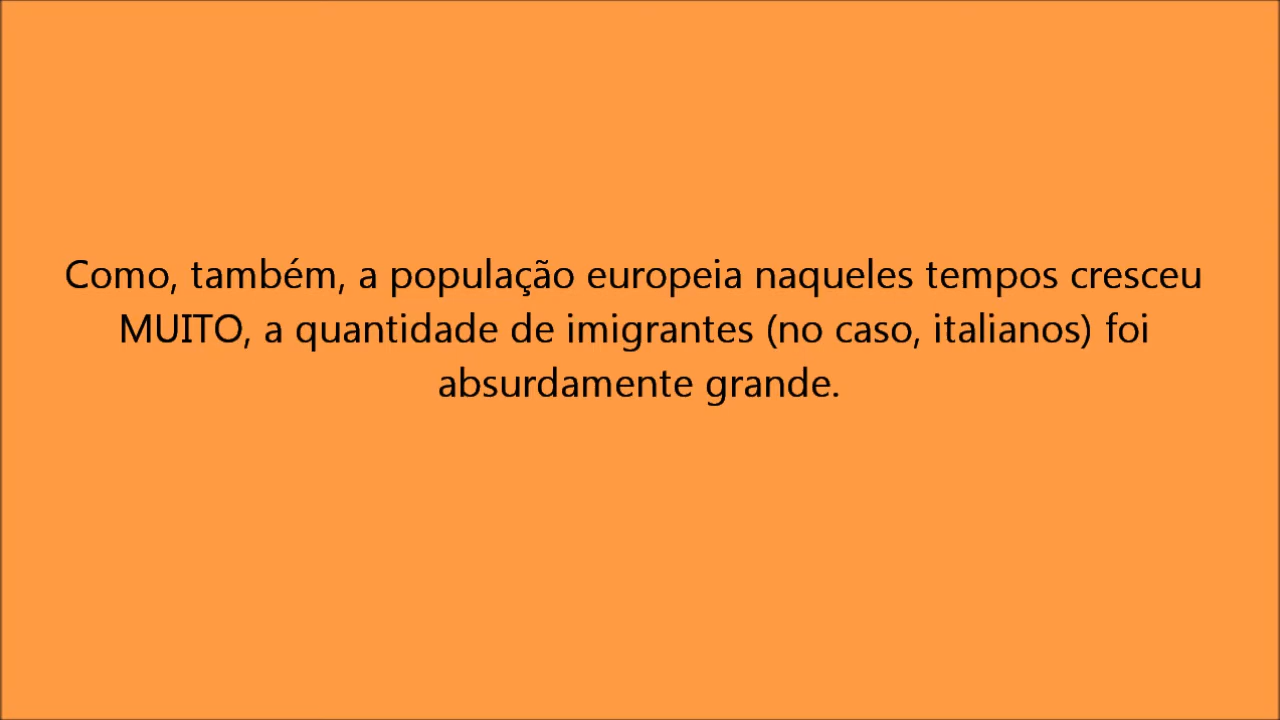 Como, também, a população europeia naqueles tempos cresceu
MUITO, a quantidade de imigrantes (no caso, italianos) foi
absurdamente grande.